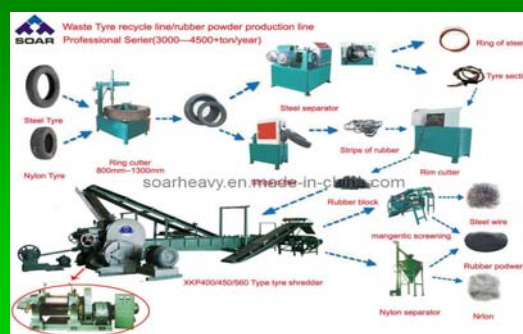 Waste Tyre recycle line/rubber powder production line
SOAR
Professional Serier(3000---4500+ton/year)
Ring of steel
Steel separator
Tyre secti
Steel Tyre
Nylon Tyre
Ring cutter
800mm--1300mm
Strips of rubber
Rim cutter
soarheavy.en.made-in-china.com
Rubber block
mangentic screening
Steel wire
Rubber podwer
XKP400/450/560 Type tyre shredder
Nylon separator
Nrlon